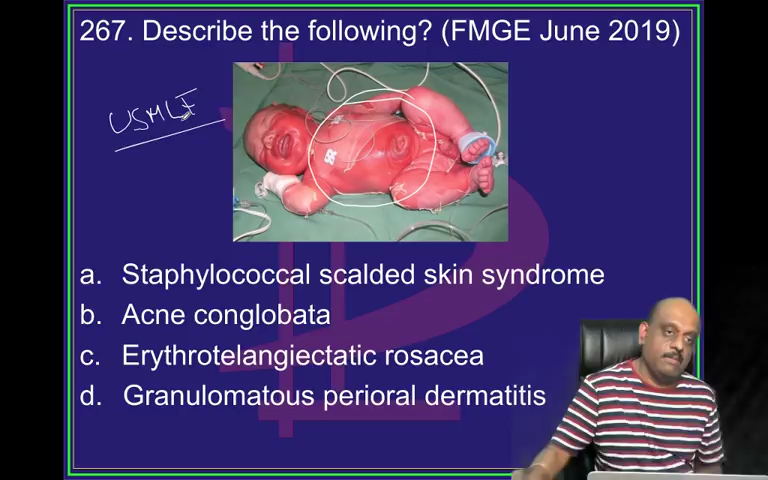 267. Describe the following? (FMGE June 2019)
USMLE
a. Staphylococcal scalded skin syndrome
b. Acne conglobata
c. Erythrotelangiectatic rosacea
d. Granulomatous perioral dermatitis